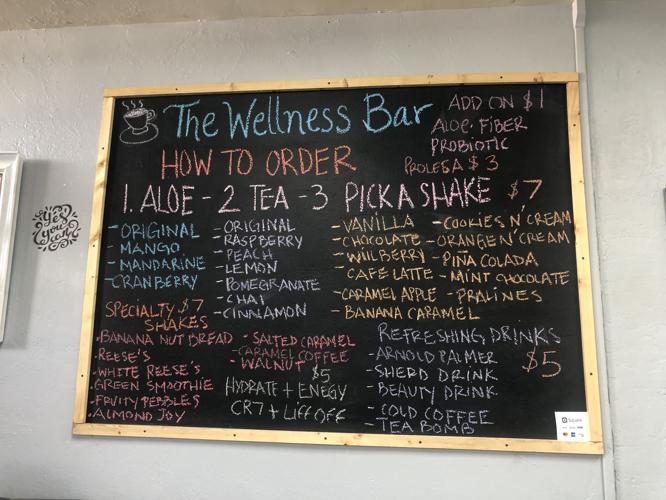 The Wellness Bar
ADD ON $1
ALOE · FIBER
PROBIOTIC
PROLESSA $3
HOW TO ORDER
1. ALOE - 2 TEA - 3 PICK A SHAKE $7
- ORIGINAL
- MANGO
- MANDARINE
- CRANBERRY
- ORIGINAL
- RASPBERRY
- PEACH
- LEMON
- POMEGRANATE
- CHAI
- CINNAMON
- VANILLA
- CHOCOLATE
- WIILBERRY
- CAFE LATTE
- CARAMEL APPLE
- BANANA CARAMEL
- COOKIES N' CREAM
- ORANGE N' CREAM
- PIÑA COLADA
- MINT CHOCOLATE
- PRALINES
SPECIALTY $7
SHAKES
· BANANA NUT BREAD
· REESE'S
· WHITE REESE'S
· GREEN SMOOTHIE
· FRUITY PEBBLES
· ALMOND JOY
- SALTED CARAMEL
- CARAMEL COFFEE
WALNUT
$5
HYDRATE + ENEGY
CR7 + LIFF OFF
REFRESHING DRINKS
$5
- ARNOLD PALMER
- SHERD DRINK
- BEAUTY DRINK
- COLD COFFEE
- TEA BOMB
Yes
you
can
Square